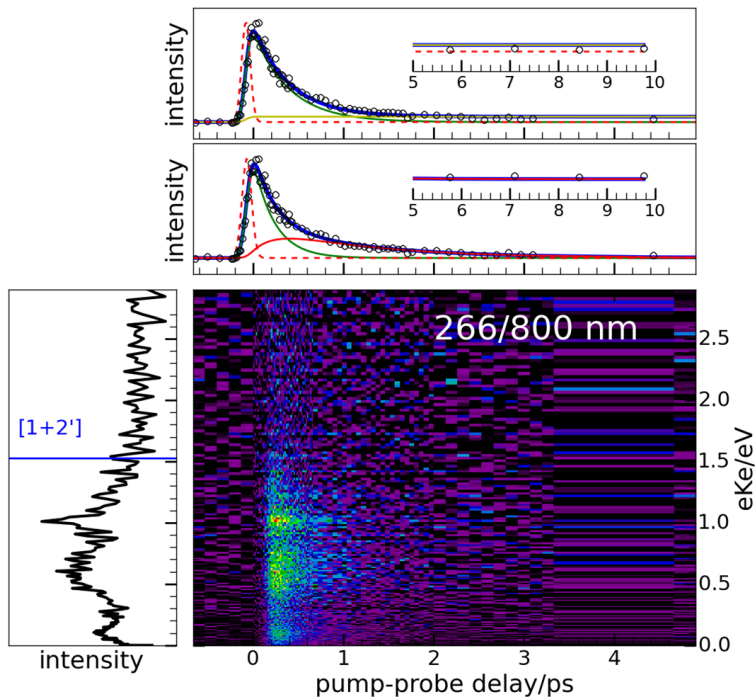 intensity
5 6 7 8 9 10
intensity
5 6 7 8 9 10
[1+2']
266/800 nm
2.5
2.0
1.5
1.0
0.5
0.0
eKe/eV
intensity
0 1 2 3 4
pump-probe delay/ps